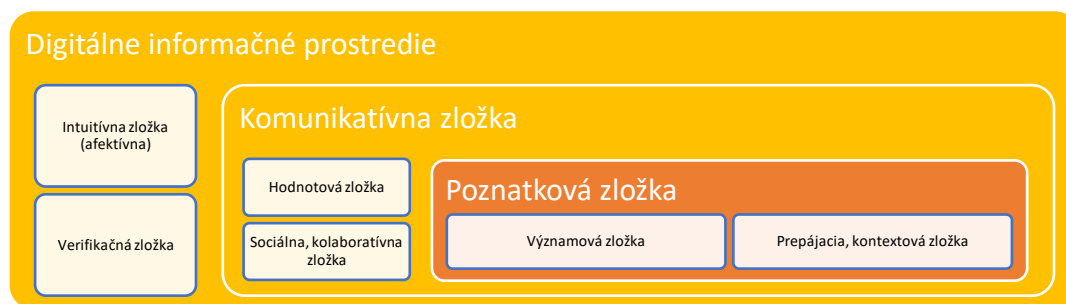 Digitálne informačné prostredie
Intuitívna zložka
(afektívna)
Verifikačná zložka
Komunikatívna zložka
Hodnotová zložka
Sociálna, kolaboratívna
zložka
Poznatková zložka
Významová zložka
Prepájacia, kontextová zložka